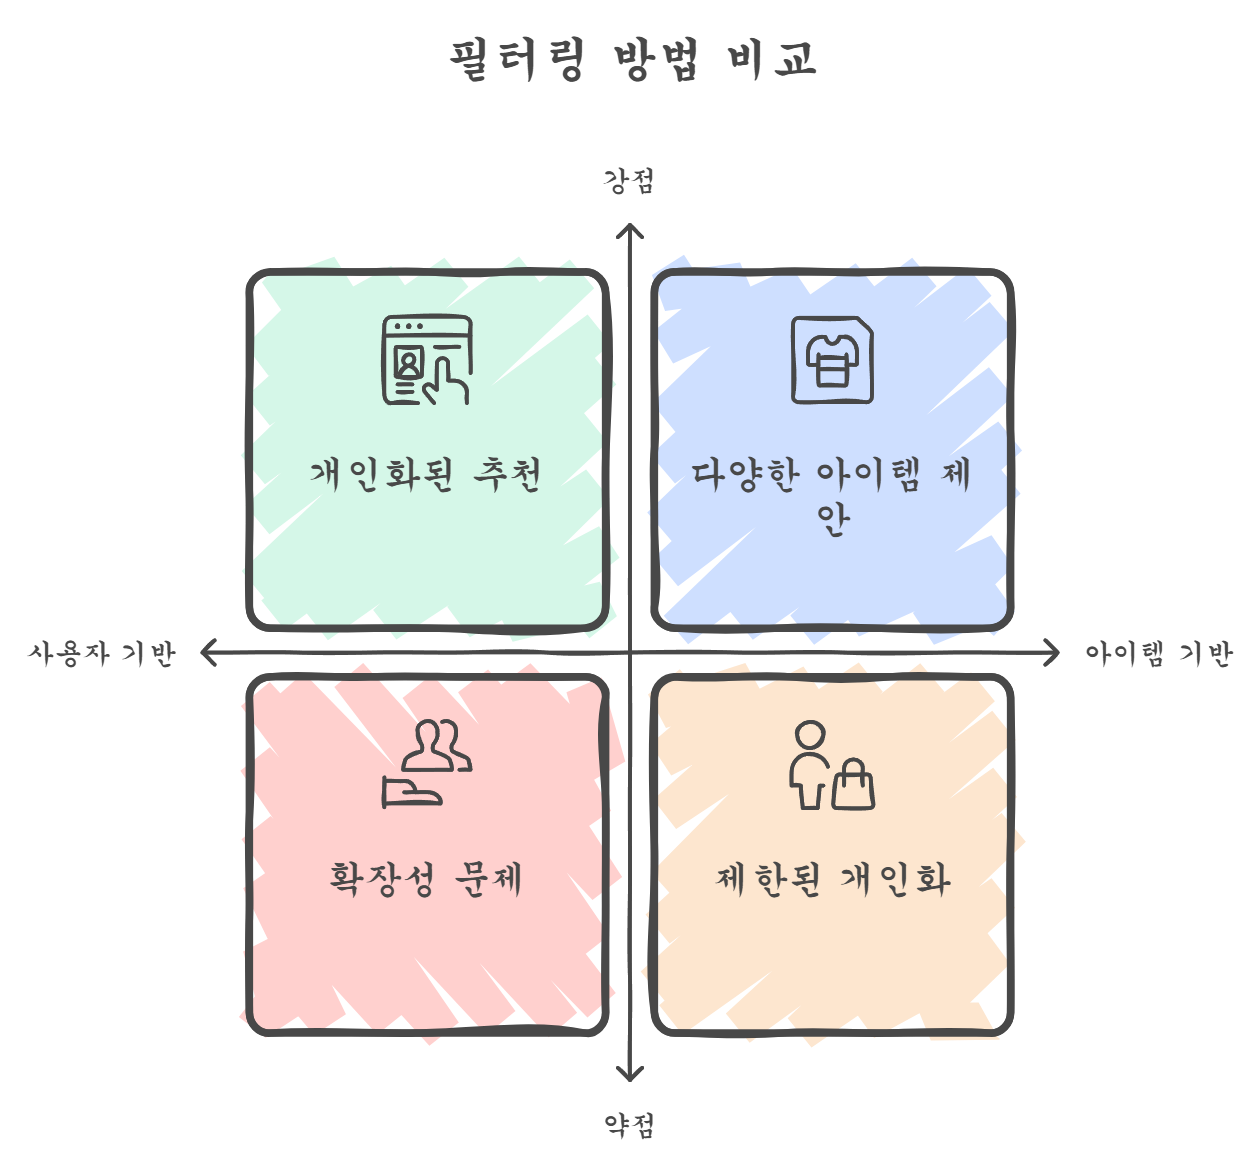 필터링 방법 비교
강점
개인화된 추천
다양한 아이템 제
안
사용자 기반
아이템 기반
확장성 문제
제한된 개인화
약점